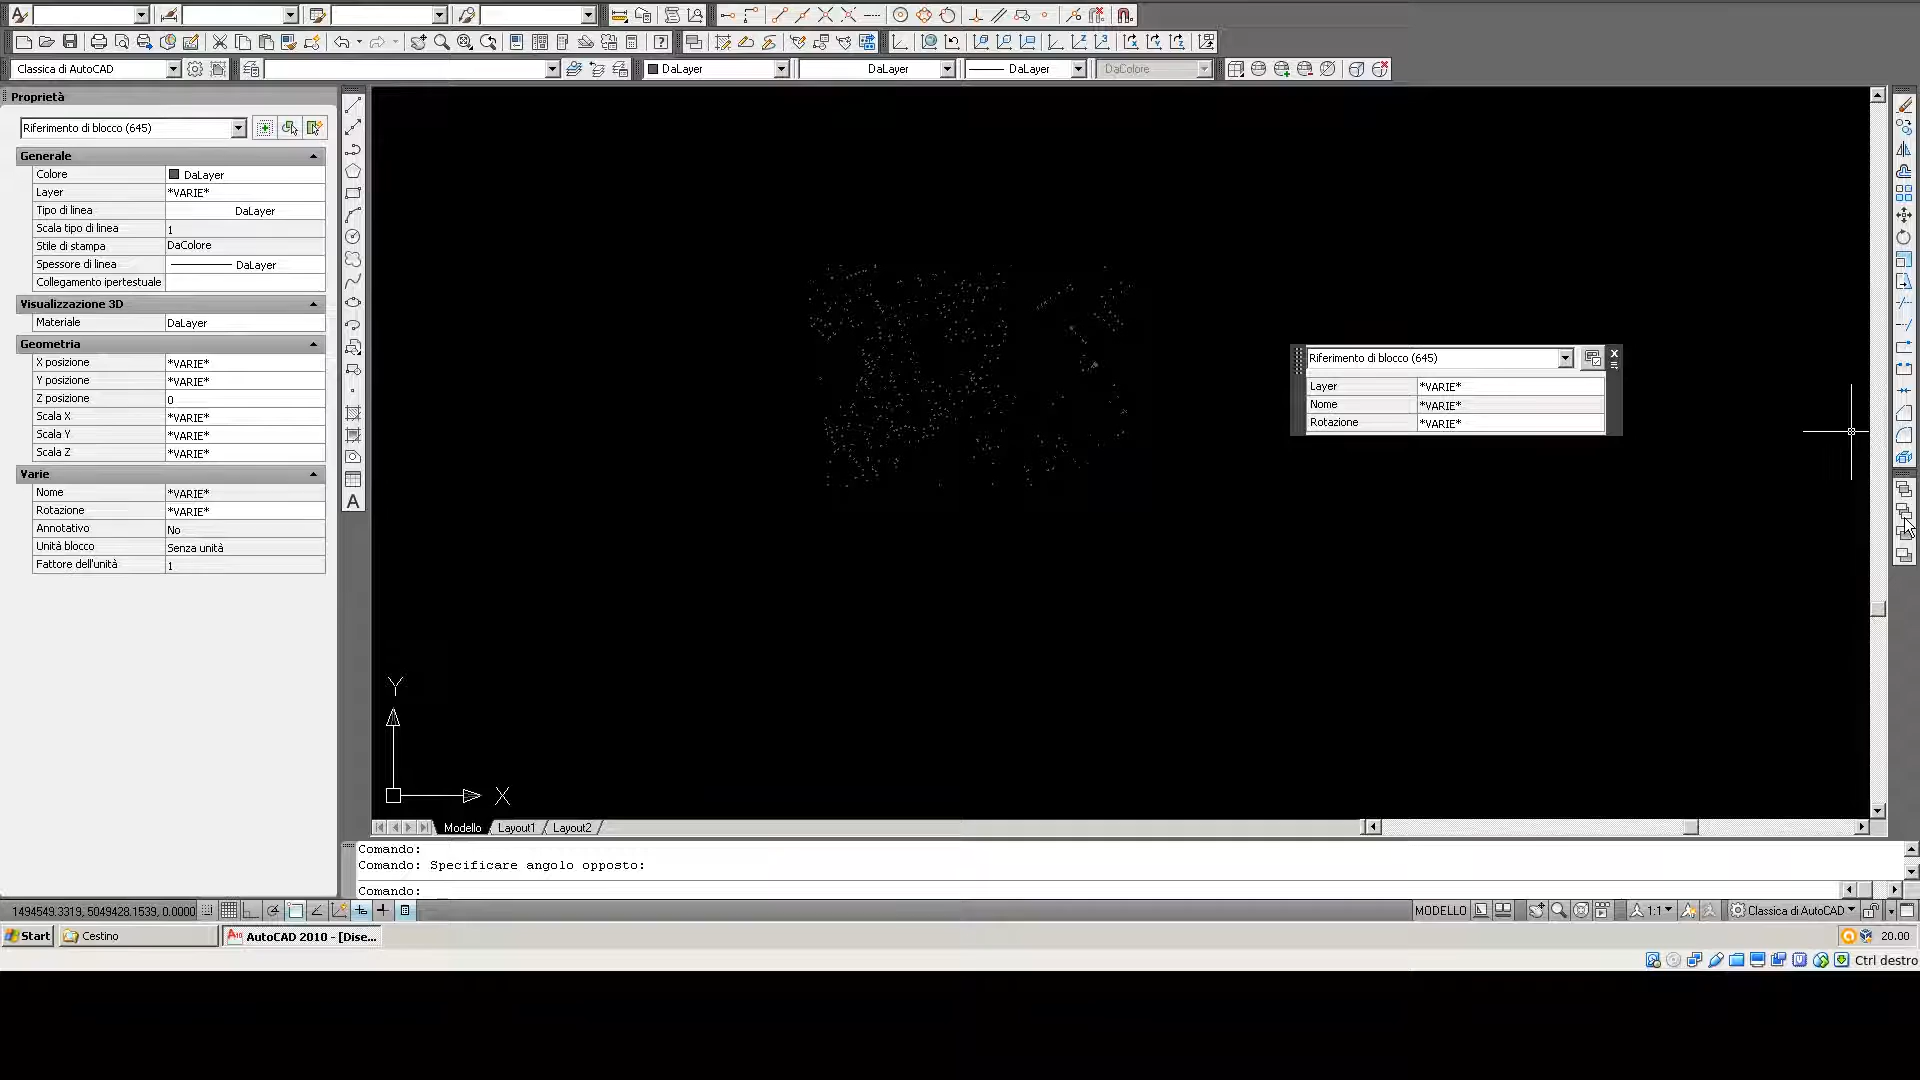 Classica di AutoCAD
DaLayer
DaLayer
DaLayer
DaColore
Proprietà
Riferimento di blocco (645)
Generale
Colore DaLayer
Layer *VARIE*
Tipo di linea DaLayer
Scala tipo di linea 1
Stile di stampa DaColore
Spessore di linea DaLayer
Collegamento ipertestuale
Visualizzazione 3D
Materiale DaLayer
Geometria
X posizione *VARIE*
Y posizione *VARIE*
Z posizione 0
Scala X *VARIE*
Scala Y *VARIE*
Scala Z *VARIE*
Varie
Nome *VARIE*
Rotazione *VARIE*
Annotativo No
Unità blocco Senza unità
Fattore dell'unità 1
A
Riferimento di blocco (645)
Layer *VARIE*
Nome *VARIE*
Rotazione *VARIE*
Y
X
Modello Layout1 Layout2
Comando:
Comando: Specificare angolo opposto:
Comando:
1494549.3319, 5049428.1539, 0.0000
MODELLO
1:1
Classica di AutoCAD
Start
Cestino
AutoCAD 2010 - [Dise...
20.00
Ctrl destro